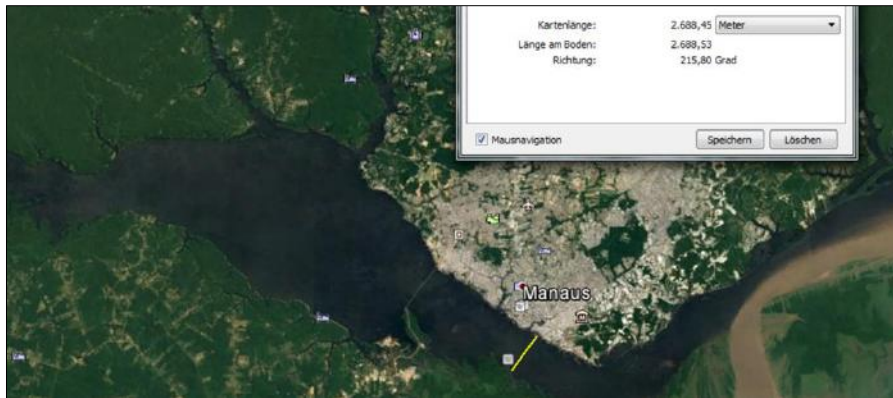 Kartenlänge: 2.688,45 Meter
Länge am Boden: 2.688,53
Richtung: 215,80 Grad
Mausnavigation Speichern Löschen
Manaus